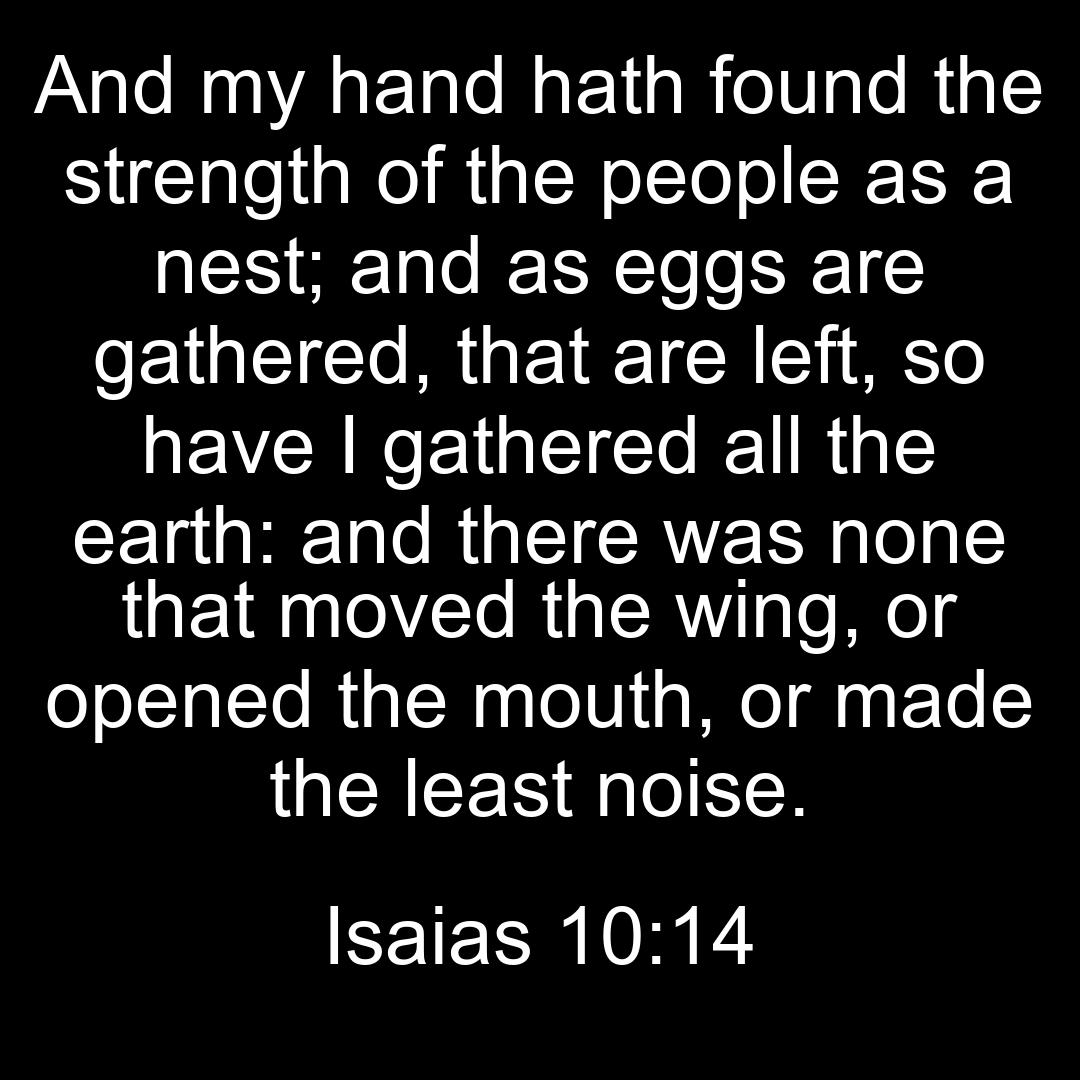 And my hand hath found the
strength of the people as a
nest; and as eggs are
gathered, that are left, so
have I gathered all the
earth: and there was none
that moved the wing, or
opened the mouth, or made
the least noise.
Isaias 10:14